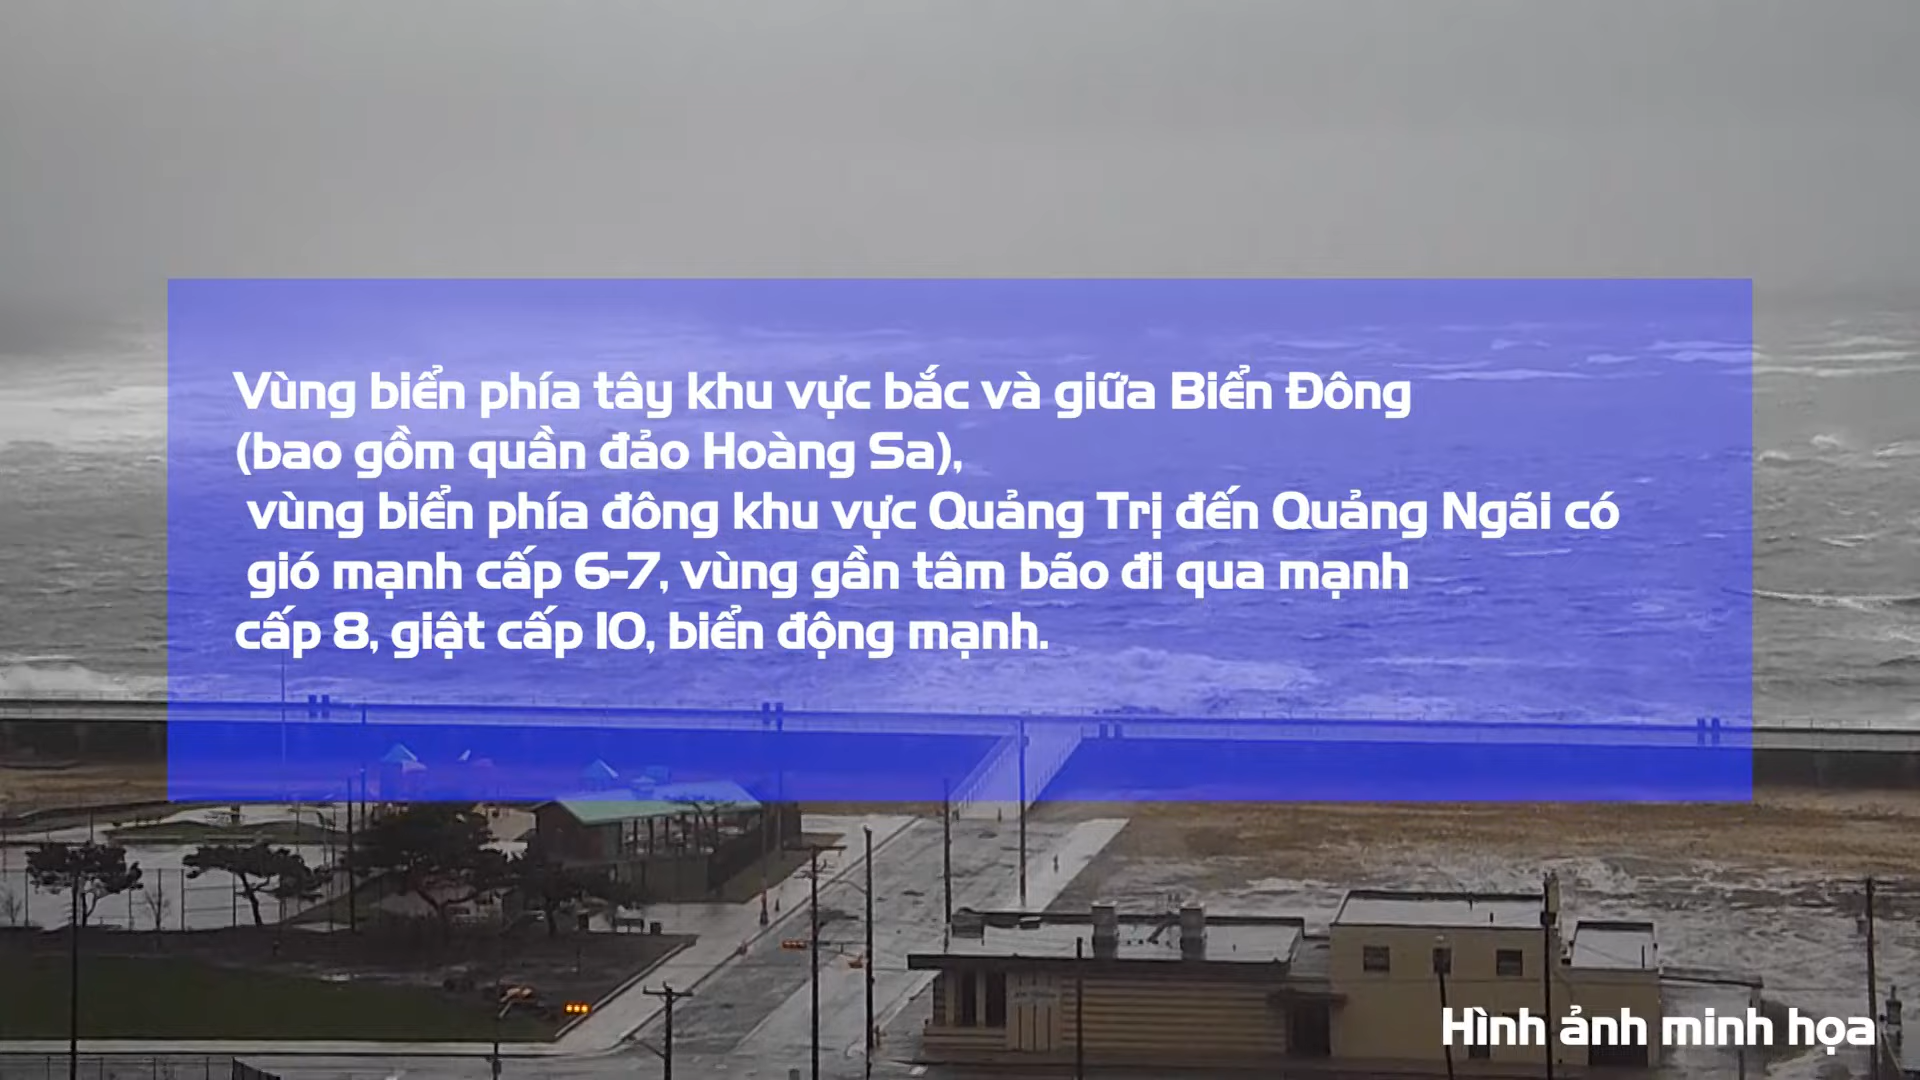 Vùng biển phía tây khu vực bắc và giữa Biển Đông
(bao gồm quần đảo Hoàng Sa),
vùng biển phía đông khu vực Quảng Trị đến Quảng Ngãi có
gió mạnh cấp 6-7, vùng gần tâm bão đi qua mạnh
cấp 8, giật cấp 10, biển động mạnh.
Hình ảnh minh họa